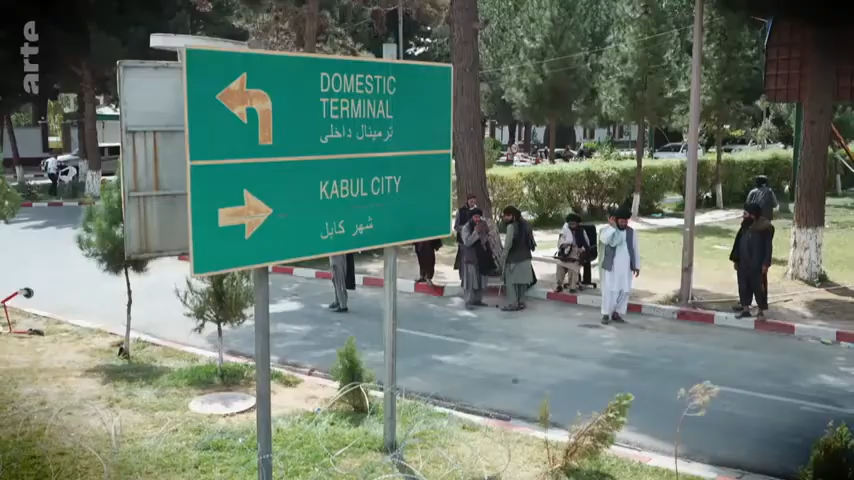 arte
DOMESTIC
TERMINAL
ترمینال داخلی
KABUL CITY
شهر کابل